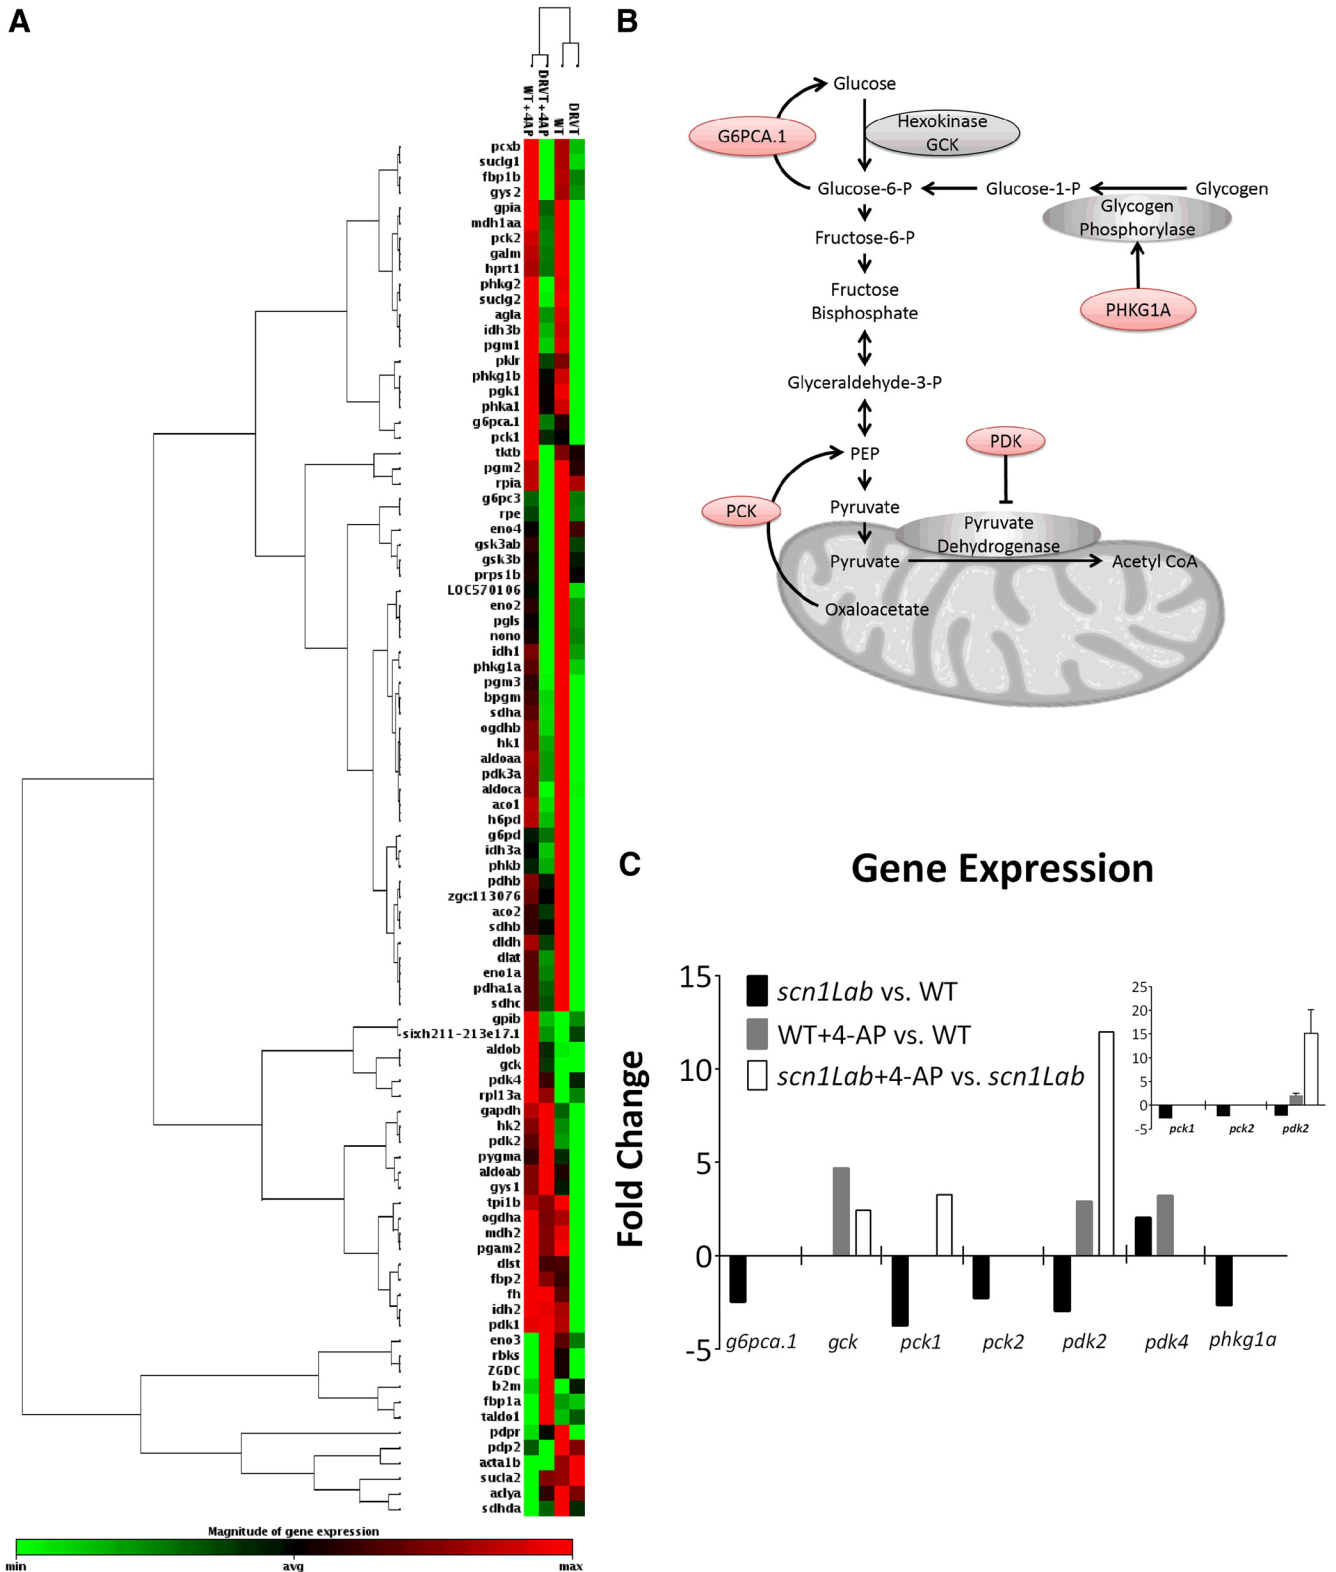 A
WT + 4AP
DRVT + 4AP
WT
DRVT
pcxb
suclg1
fbp1b
gys2
gpia
mdh1aa
pck2
galm
hprt1
phkg2
suclg2
agla
idh3b
pgm1
pklr
phkg1b
pgk1
phka1
g6pca.1
pck1
tktb
pgm2
rpia
g6pc3
rpe
eno4
gsk3ab
gsk3b
prps1b
LOC570106
eno2
pgls
nono
idh1
phkg1a
pgm3
bpgm
sdha
ogdhb
hk1
aldoaa
pdk3a
aldoca
aco1
h6pd
g6pd
idh3a
phkb
pdhb
zgc:113076
aco2
sdhb
dldh
dlat
eno1a
pdha1a
sdhc
gpib
si:xh211-213e17.1
aldob
gck
pdk4
rpl13a
gapdh
hk2
pdk2
pygma
aldoab
gys1
tpi1b
ogdha
mdh2
pgam2
dlst
fbp2
fh
idh2
pdk1
eno3
rbks
ZGDC
b2m
fbp1a
taldo1
pdpr
pdp2
acta1b
sucla2
aclya
sdhda
Magnitude of gene expression
min avg max
B
Glucose
G6PCA.1
Hexokinase
GCK
Glucose-6-P
Glucose-1-P
Glycogen
Glycogen
Phosphorylase
Fructose-6-P
Fructose
Bisphosphate
PHKG1A
Glyceraldehyde-3-P
PDK
PEP
PCK
Pyruvate
Pyruvate
Dehydrogenase
Pyruvate
Acetyl CoA
Oxaloacetate
C
Gene Expression
Fold Change
15
10
5
0
-5
scn1Lab vs. WT
WT+4-AP vs. WT
scn1Lab+4-AP vs. scn1Lab
g6pca.1 gck pck1 pck2 pdk2 pdk4 phkg1a
25
20
15
10
5
0
-5
pck1 pck2 pdk2